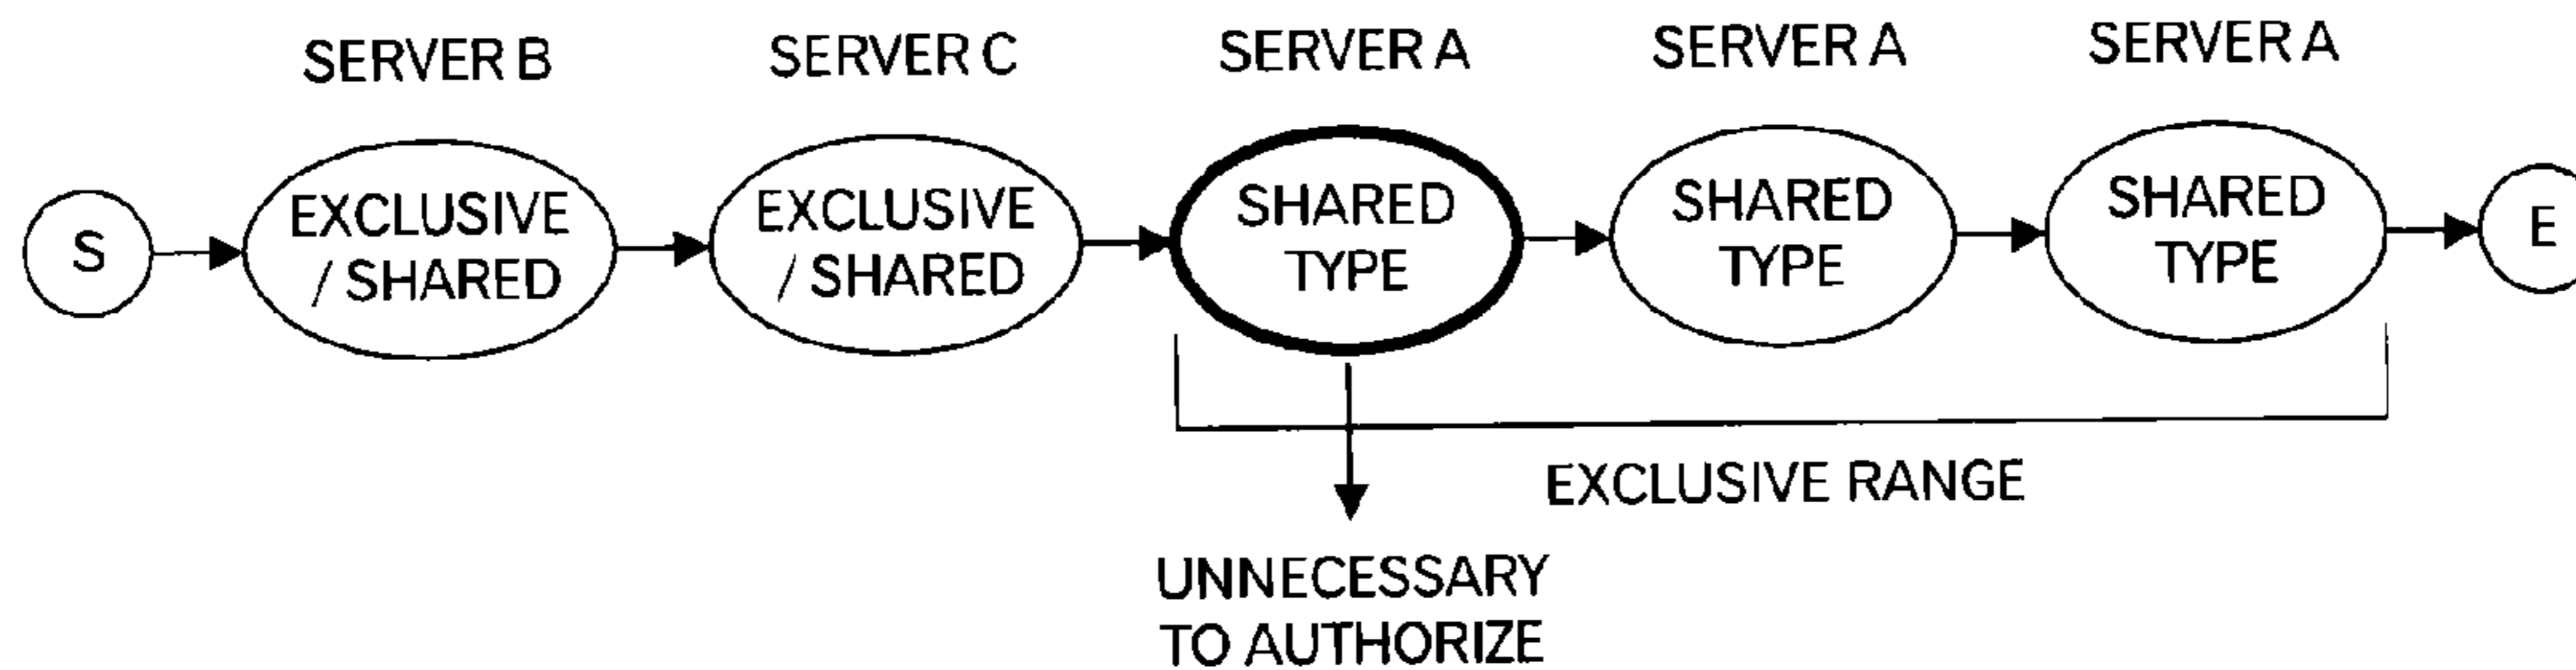 SERVER B
SERVER C
SERVER A
SERVER A
SERVER A
S
EXCLUSIVE
/ SHARED
EXCLUSIVE
/ SHARED
SHARED
TYPE
SHARED
TYPE
SHARED
TYPE
E
EXCLUSIVE RANGE
UNNECESSARY
TO AUTHORIZE